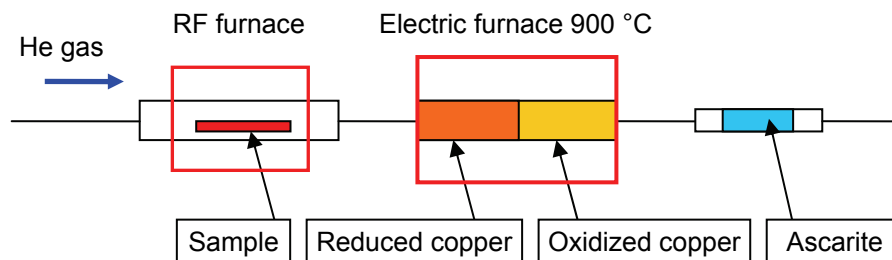 RF furnace
Electric furnace 900 °C
He gas
Sample
Reduced copper
Oxidized copper
Ascarite